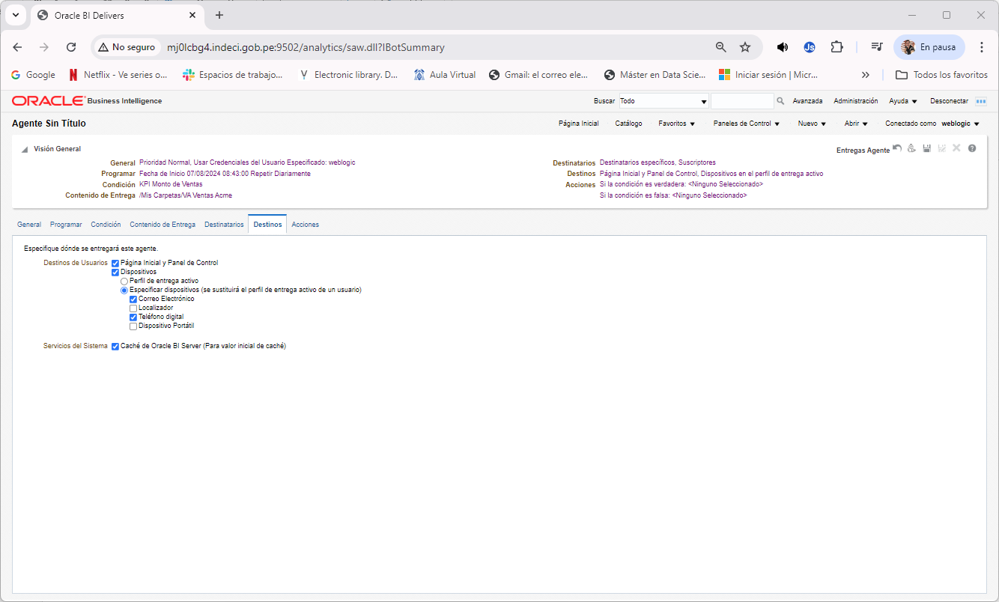 Oracle BI Delivers
No seguro
mj0lcbg4.indeci.gob.pe:9502/analytics/saw.dll?IBotSummary
En pausa
Google
Netflix - Ve series o...
Espacios de trabajo...
Electronic library. D...
Aula Virtual
Gmail: el correo ele...
Máster en Data Scie...
Iniciar sesión | Micr...
Todos los favoritos
ORACLE Business Intelligence
Buscar Todo Avanzada Administración Ayuda Desconectar
Agente Sin Título
Página Inicial Catálogo Favoritos Paneles de Control Nuevo Abrir Conectado como weblogic
Visión General
Entregas Agente
General Prioridad Normal, Usar Credenciales del Usuario Especificado: weblogic
Programar Fecha de Inicio 07/08/2024 08:43:00 Repetir Diariamente
Condición KPI Monto de Ventas
Contenido de Entrega /Mis Carpetas/VA Ventas Acme
Destinatarios Destinatarios específicos, Suscriptores
Destinos Página Inicial y Panel de Control, Dispositivos en el perfil de entrega activo
Acciones Si la condición es verdadera: <Ninguno Seleccionado>
Si la condición es falsa: <Ninguno Seleccionado>
General Programar Condición Contenido de Entrega Destinatarios Destinos Acciones
Especifique dónde se entregará este agente.
Destinos de Usuarios Página Inicial y Panel de Control
Dispositivos
Perfil de entrega activo
Especificar dispositivos (se sustituirá el perfil de entrega activo de un usuario)
Correo Electrónico
Localizador
Teléfono digital
Dispositivo Portátil
Servicios del Sistema Caché de Oracle BI Server (Para valor inicial de caché)